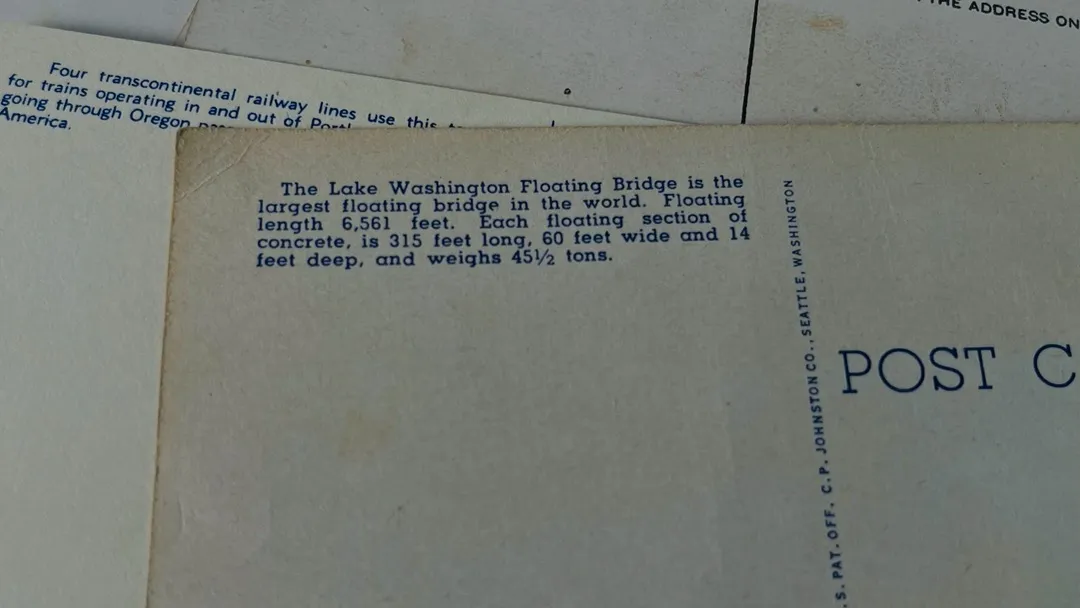 THE ADDRESS ON
Four transcontinental railway lines use this
for trains operating in and out of
going through Oregon
America.
The Lake Washington Floating Bridge is the
largest floating bridge in the world. Floating
length 6,561 feet. Each floating section of
concrete, is 315 feet long, 60 feet wide and 14
feet deep, and weighs 45½ tons.
S. PAT. OFF. C. P. JOHNSTON CO., SEATTLE, WASHINGTON
POST C